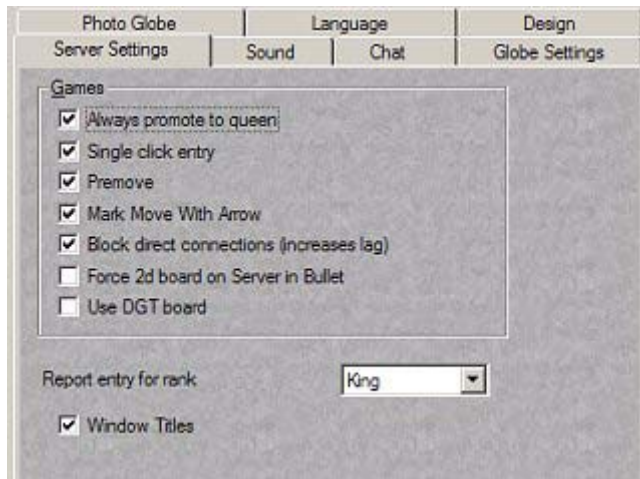 Photo Globe Language Design
Server Settings Sound Chat Globe Settings
Games
Always promote to queen
Single click entry
Premove
Mark Move With Arrow
Block direct connections (increases lag)
Force 2d board on Server in Bullet
Use DGT board
Report entry for rank King
Window Titles